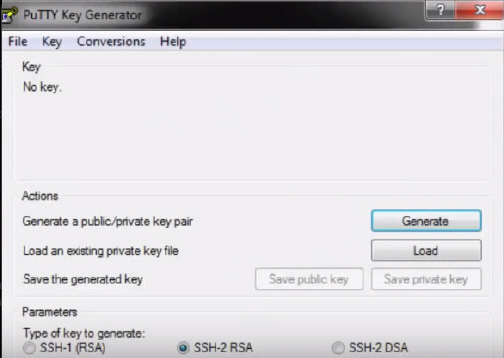 PuTTY Key Generator
File Key Conversions Help
Key
No key.
Actions
Generate a public/private key pair Generate
Load an existing private key file Load
Save the generated key Save public key Save private key
Parameters
Type of key to generate:
SSH-1 (RSA) SSH-2 RSA SSH-2 DSA